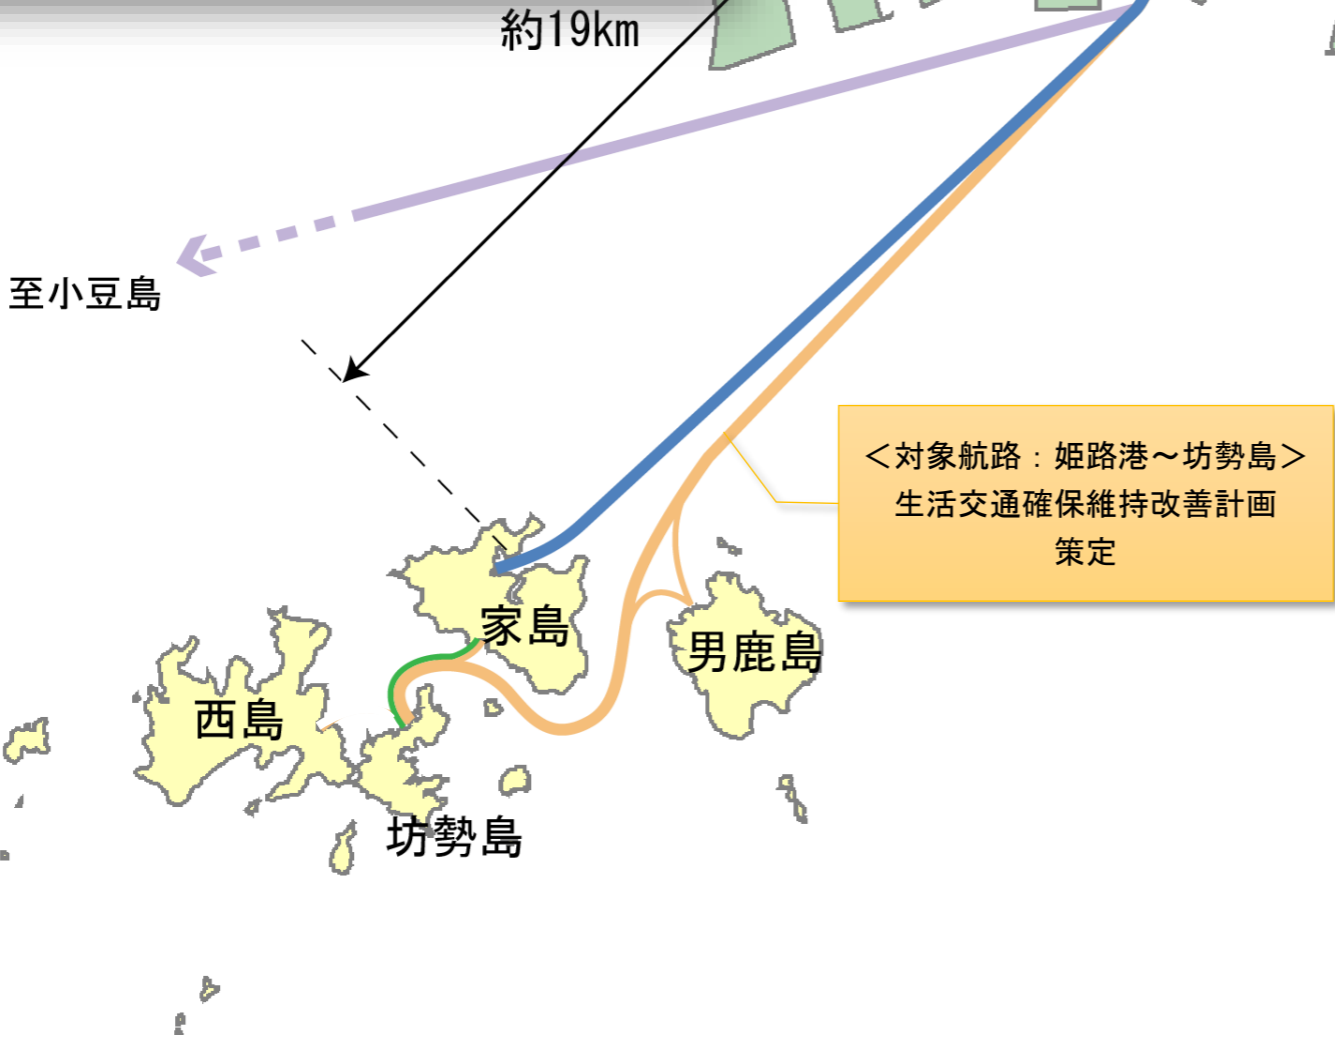 約19km
至小豆島
＜対象航路：姫路港～坊勢島＞
生活交通確保維持改善計画
策定
家島
男鹿島
西島
坊勢島